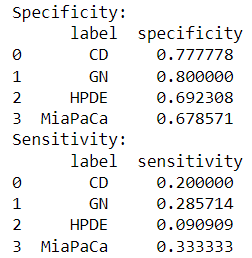 Specificity:
label specificity
0 CD 0.777778
1 GN 0.800000
2 HPDE 0.692308
3 MiaPaCa 0.678571
Sensitivity:
label sensitivity
0 CD 0.200000
1 GN 0.285714
2 HPDE 0.090909
3 MiaPaCa 0.333333